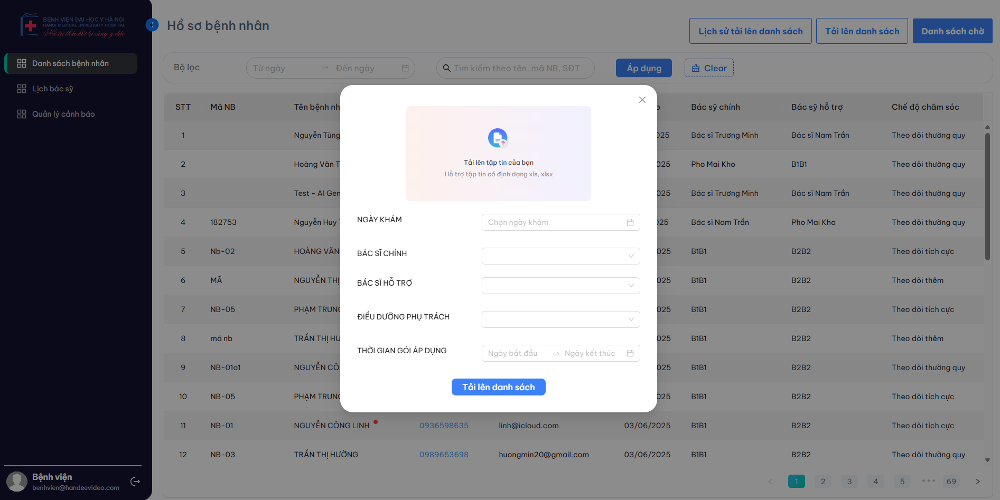 BỆNH VIỆN ĐẠI HỌC Y HÀ NỘI
HANOI MEDICAL UNIVERSITY HOSPITAL
Nơi tri thức hội tụ cùng y đức
Danh sách bệnh nhân
Lịch bác sỹ
Quản lý cảnh báo
Bệnh viện
benhvien@handeevideo.com
Hồ sơ bệnh nhân
Lịch sử tải lên danh sách
Tải lên danh sách
Danh sách chờ
Bộ lọc
Từ ngày
Đến ngày
Tìm kiếm theo tên, mã NB, SĐT
Áp dụng
Clear
STT Mã NB Tên bệnh nh Bác sỹ chính Bác sỹ hỗ trợ Chế độ chăm sóc
1 Nguyễn Tùng 025 Bác sĩ Trương Minh Bác sĩ Nam Trần Theo dõi thường quy
2 Hoàng Văn T Pho Mai Kho B1B1 Theo dõi thường quy
3 Test - AI Gen 025 Bác sĩ Trương Minh Bác sĩ Nam Trần Theo dõi thường quy
4 182753 Nguyễn Huy 025 Bác sĩ Nam Trần Pho Mai Kho Theo dõi thường quy
5 Nb-02 HOÀNG VĂN 025 B1B1 B2B2 Theo dõi tích cực
6 MÃ NGUYỄN THỊ 025 B1B1 B2B2 Theo dõi thêm
7 NB-05 PHẠM TRUNG 025 B1B1 B2B2 Theo dõi tích cực
8 mã nb TRẦN THỊ HƯ 025 B1B1 B2B2 Theo dõi thêm
9 NB-01a1 NGUYỄN CÔN 025 B1B1 B2B2 Theo dõi thường quy
10 NB-05 PHẠM TRUNG 025 B1B1 B2B2 Theo dõi tích cực
11 NB-01 NGUYỄN CÔNG LINH 0936598635 linh@icloud.com 03/06/2025 B1B1 B2B2 Theo dõi tích cực
12 NB-03 TRẦN THỊ HƯỜNG 0989653698 huongmin20@gmail.com 03/06/2025 B1B1 B2B2 Theo dõi thường quy
1 2 3 4 5 ••• 69
Tải lên tập tin của bạn
Hỗ trợ tập tin có định dạng xls, xlsx
NGÀY KHÁM
Chọn ngày khám
BÁC SĨ CHÍNH
BÁC SĨ HỖ TRỢ
ĐIỀU DƯỠNG PHỤ TRÁCH
THỜI GIAN GÓI ÁP DỤNG
Ngày bắt đầu
Ngày kết thúc
Tải lên danh sách